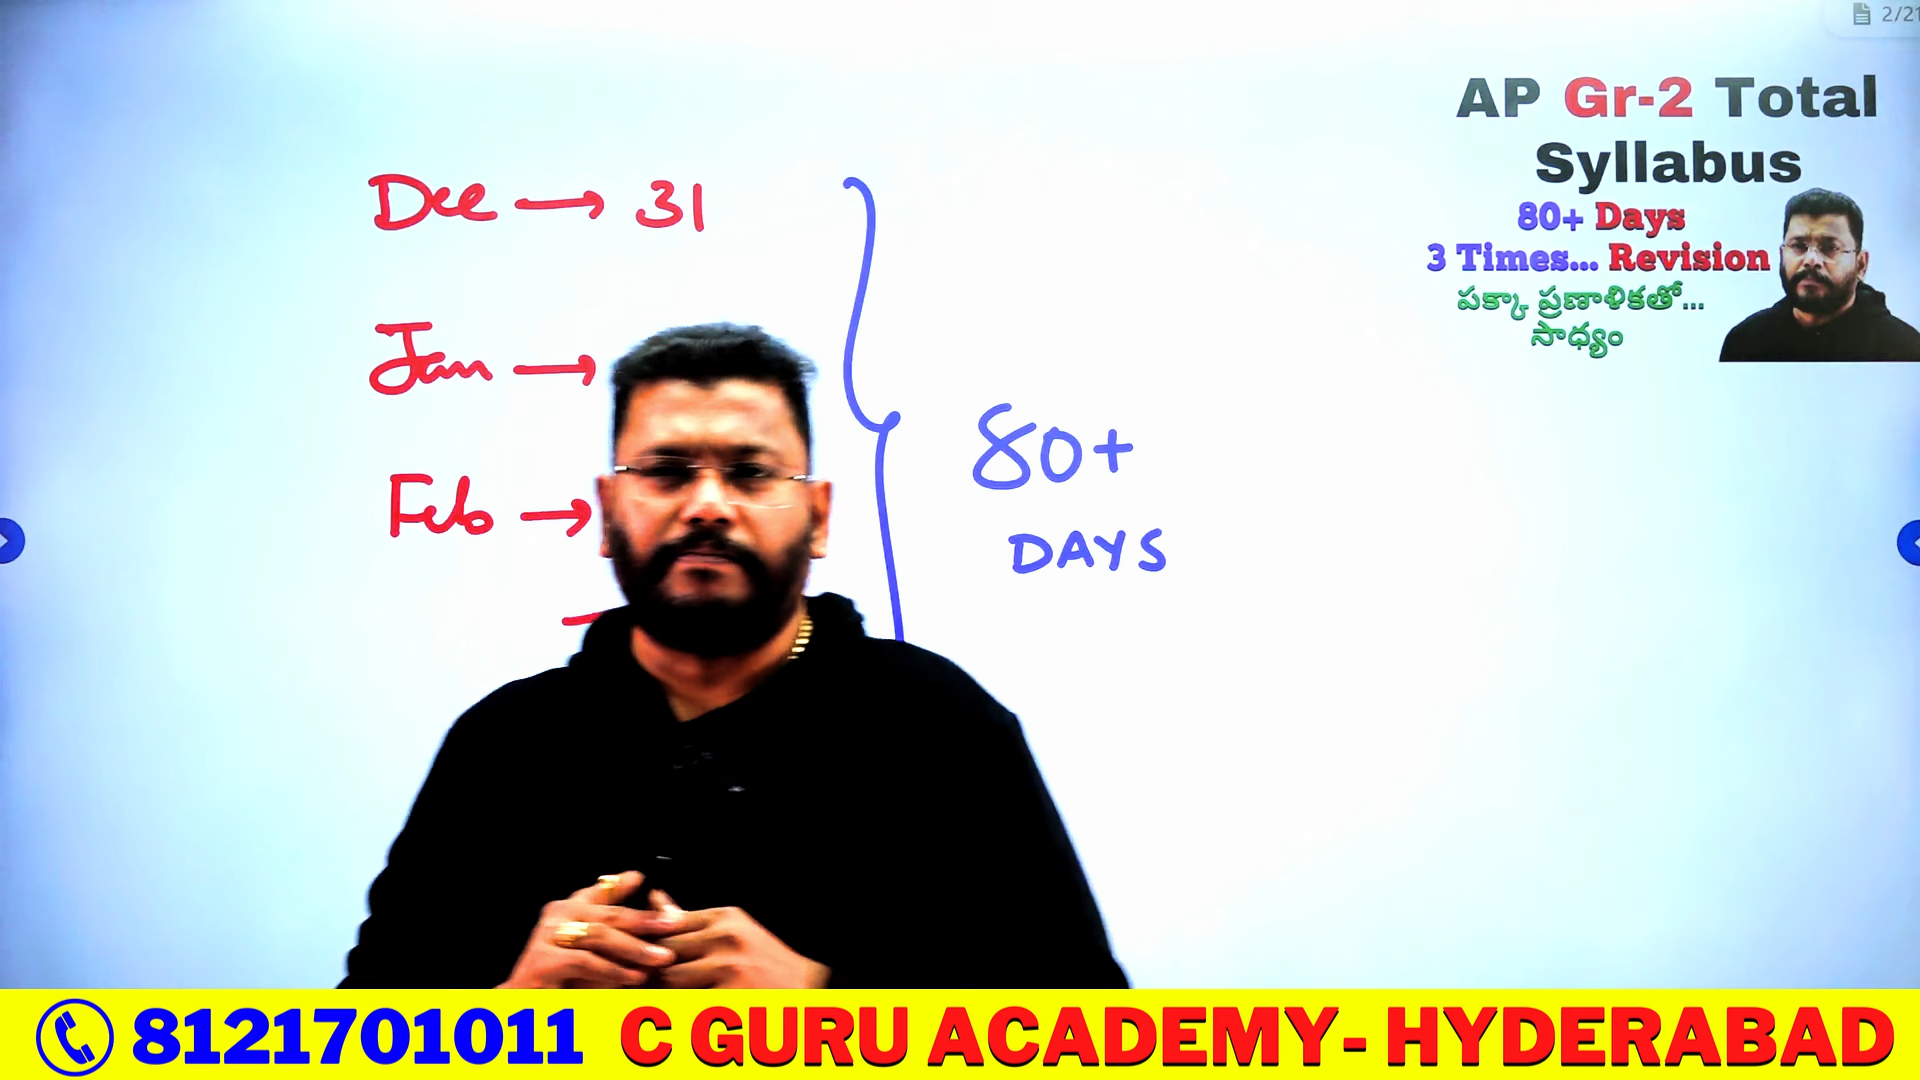 2/21
AP Gr-2 Total
Syllabus
80+ Days
3 Times... Revision
పక్కా ప్రణాళికతో...
సాధ్యం
Dec → 31
Jan →
Feb →
80+
DAYS
8121701011 C GURU ACADEMY- HYDERABAD